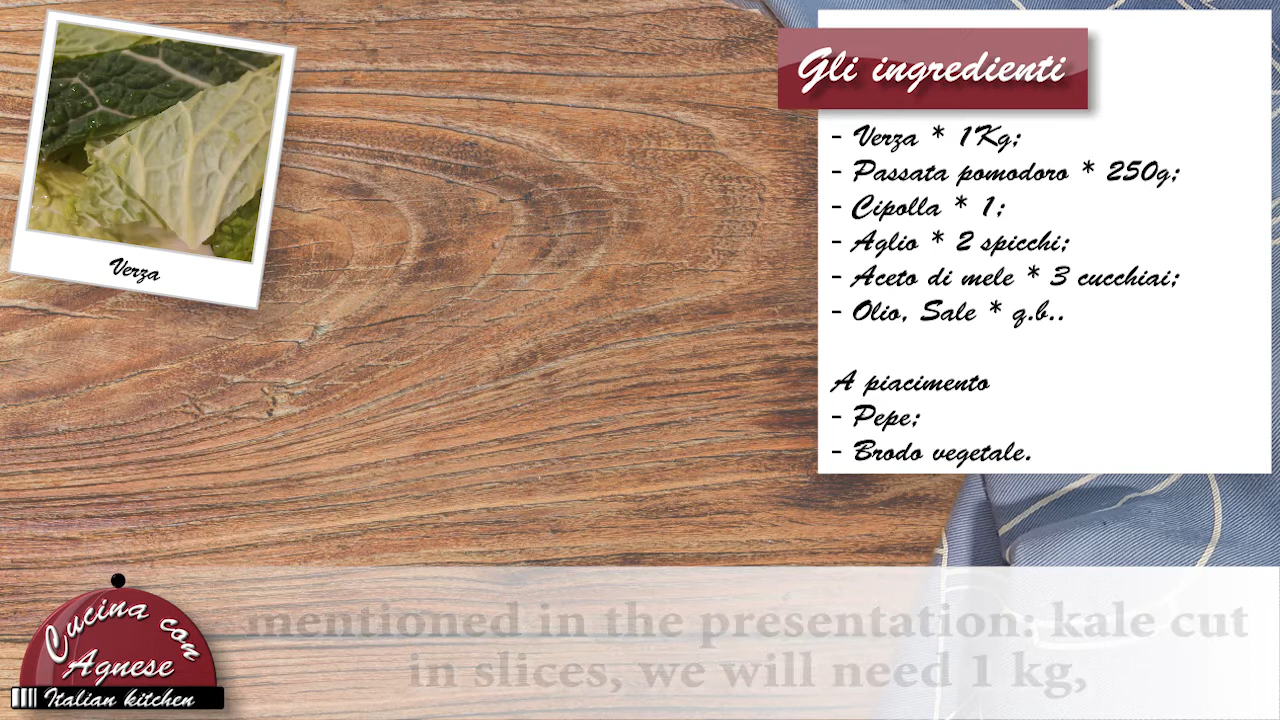 Verza
Gli ingredienti
- Verza * 1Kg;
- Passata pomodoro * 250g;
- Cipolla * 1;
- Aglio * 2 spicchi;
- Aceto di mele * 3 cucchiai;
- Olio, Sale * q.b..
A piacimento
- Pepe;
- Brodo vegetale.
Cucina con
Agnese
Italian kitchen
mentioned in the presentation: kale cut
in slices, we will need 1 kg,